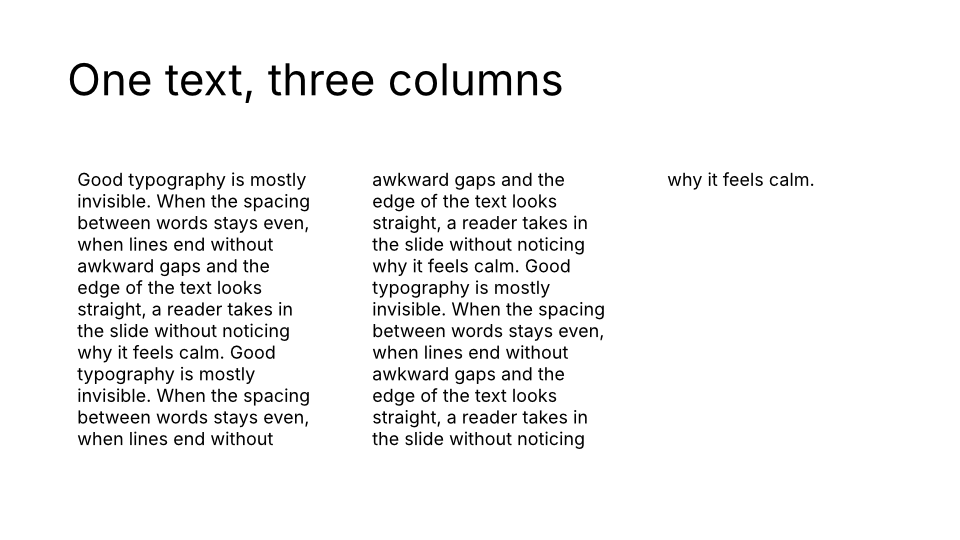 One text, three columns
Good typography is mostly
invisible. When the spacing
between words stays even,
when lines end without
awkward gaps and the
edge of the text looks
straight, a reader takes in
the slide without noticing
why it feels calm. Good
typography is mostly
invisible. When the spacing
between words stays even,
when lines end without
awkward gaps and the
edge of the text looks
straight, a reader takes in
the slide without noticing
why it feels calm. Good
typography is mostly
invisible. When the spacing
between words stays even,
when lines end without
awkward gaps and the
edge of the text looks
straight, a reader takes in
the slide without noticing
why it feels calm.